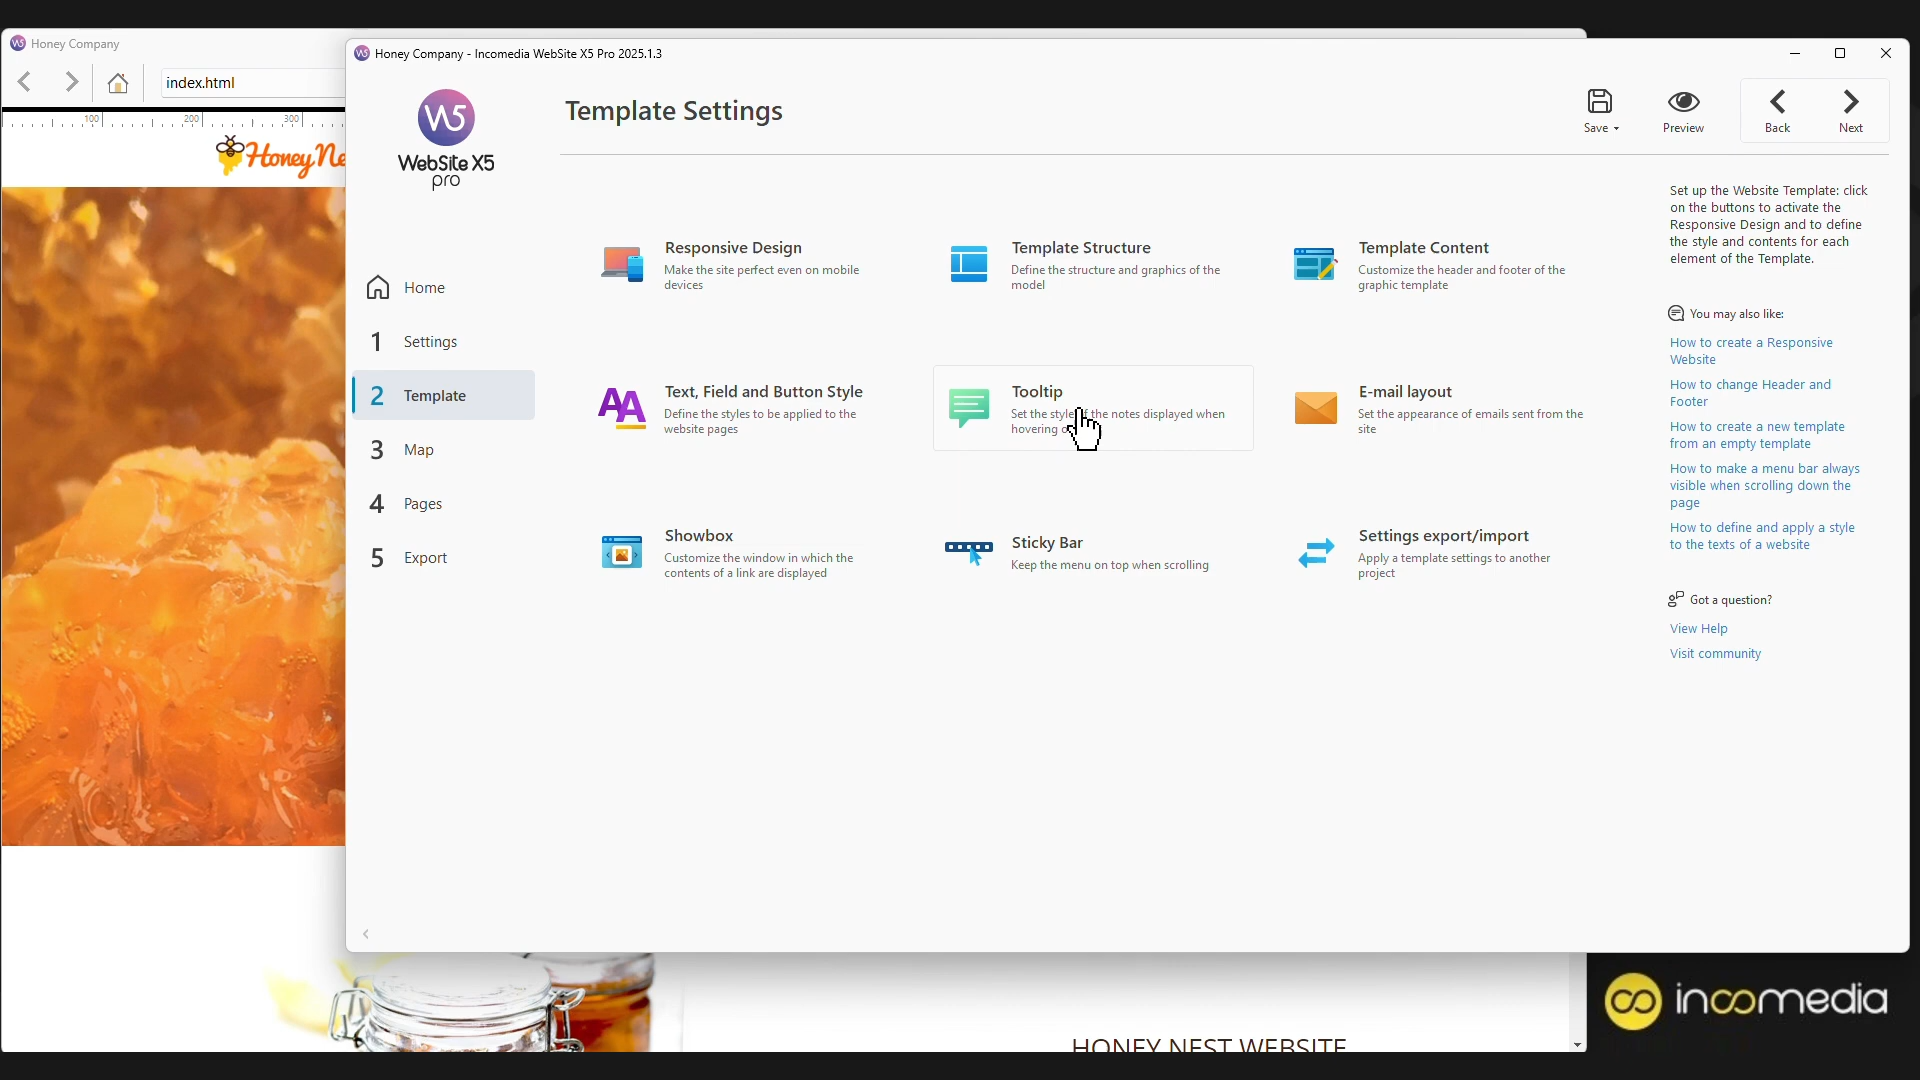 Honey Company
index.html
100 200 300
Honey Ne
Honey Company - Incomedia WebSite X5 Pro 2025.1.3
WebSite X5
pro
Template Settings
Save
Preview
Back
Next
Home
1 Settings
2 Template
3 Map
4 Pages
5 Export
Responsive Design
Make the site perfect even on mobile
devices
Template Structure
Define the structure and graphics of the
model
Template Content
Customize the header and footer of the
graphic template
Text, Field and Button Style
Define the styles to be applied to the
website pages
Tooltip
Set the style of the notes displayed when
hovering
E-mail layout
Set the appearance of emails sent from the
site
Showbox
Customize the window in which the
contents of a link are displayed
Sticky Bar
Keep the menu on top when scrolling
Settings export/import
Apply a template settings to another
project
Set up the Website Template: click
on the buttons to activate the
Responsive Design and to define
the style and contents for each
element of the Template.
You may also like:
How to create a Responsive
Website
How to change Header and
Footer
How to create a new template
from an empty template
How to make a menu bar always
visible when scrolling down the
page
How to define and apply a style
to the texts of a website
Got a question?
View Help
Visit community
HONEY NEST WEBSITE
incomedia